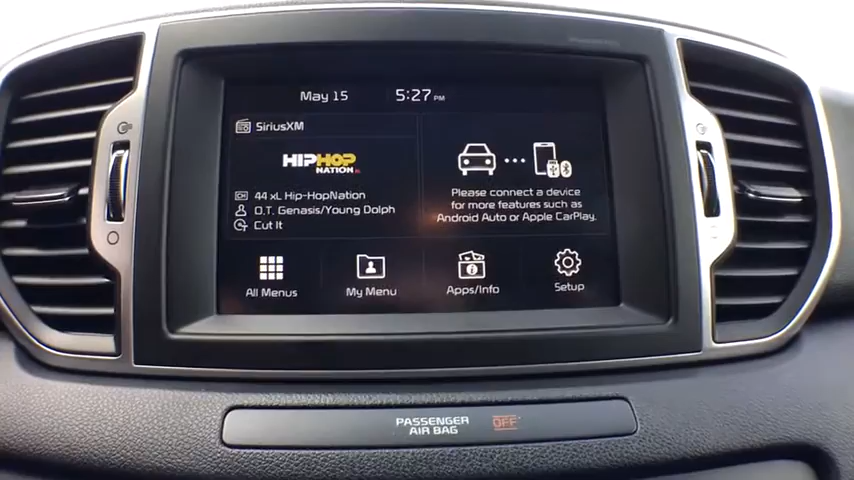 May 15 5:27 PM
SiriusXM
HIPHOP
NATION XL
44 xL Hip-HopNation
O.T. Genasis/Young Dolph
Cut It
Please connect a device
for more features such as
Android Auto or Apple CarPlay.
All Menus My Menu Apps/Info Setup
PASSENGER
AIR BAG OFF